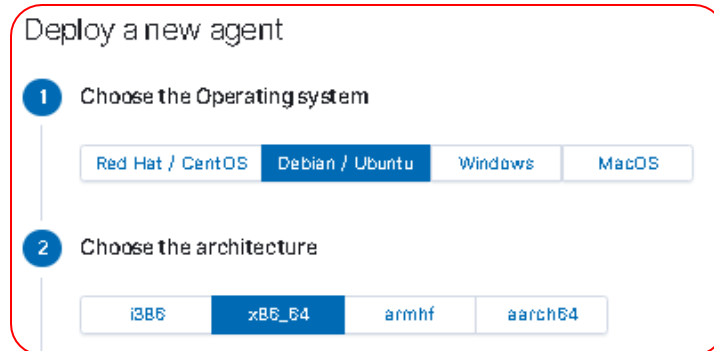 Deploy a new agent
1 Choose the Operating system
Red Hat / CentOS Debian / Ubuntu Windows MacOS
2 Choose the architecture
i386 x86_64 armhf aarch64